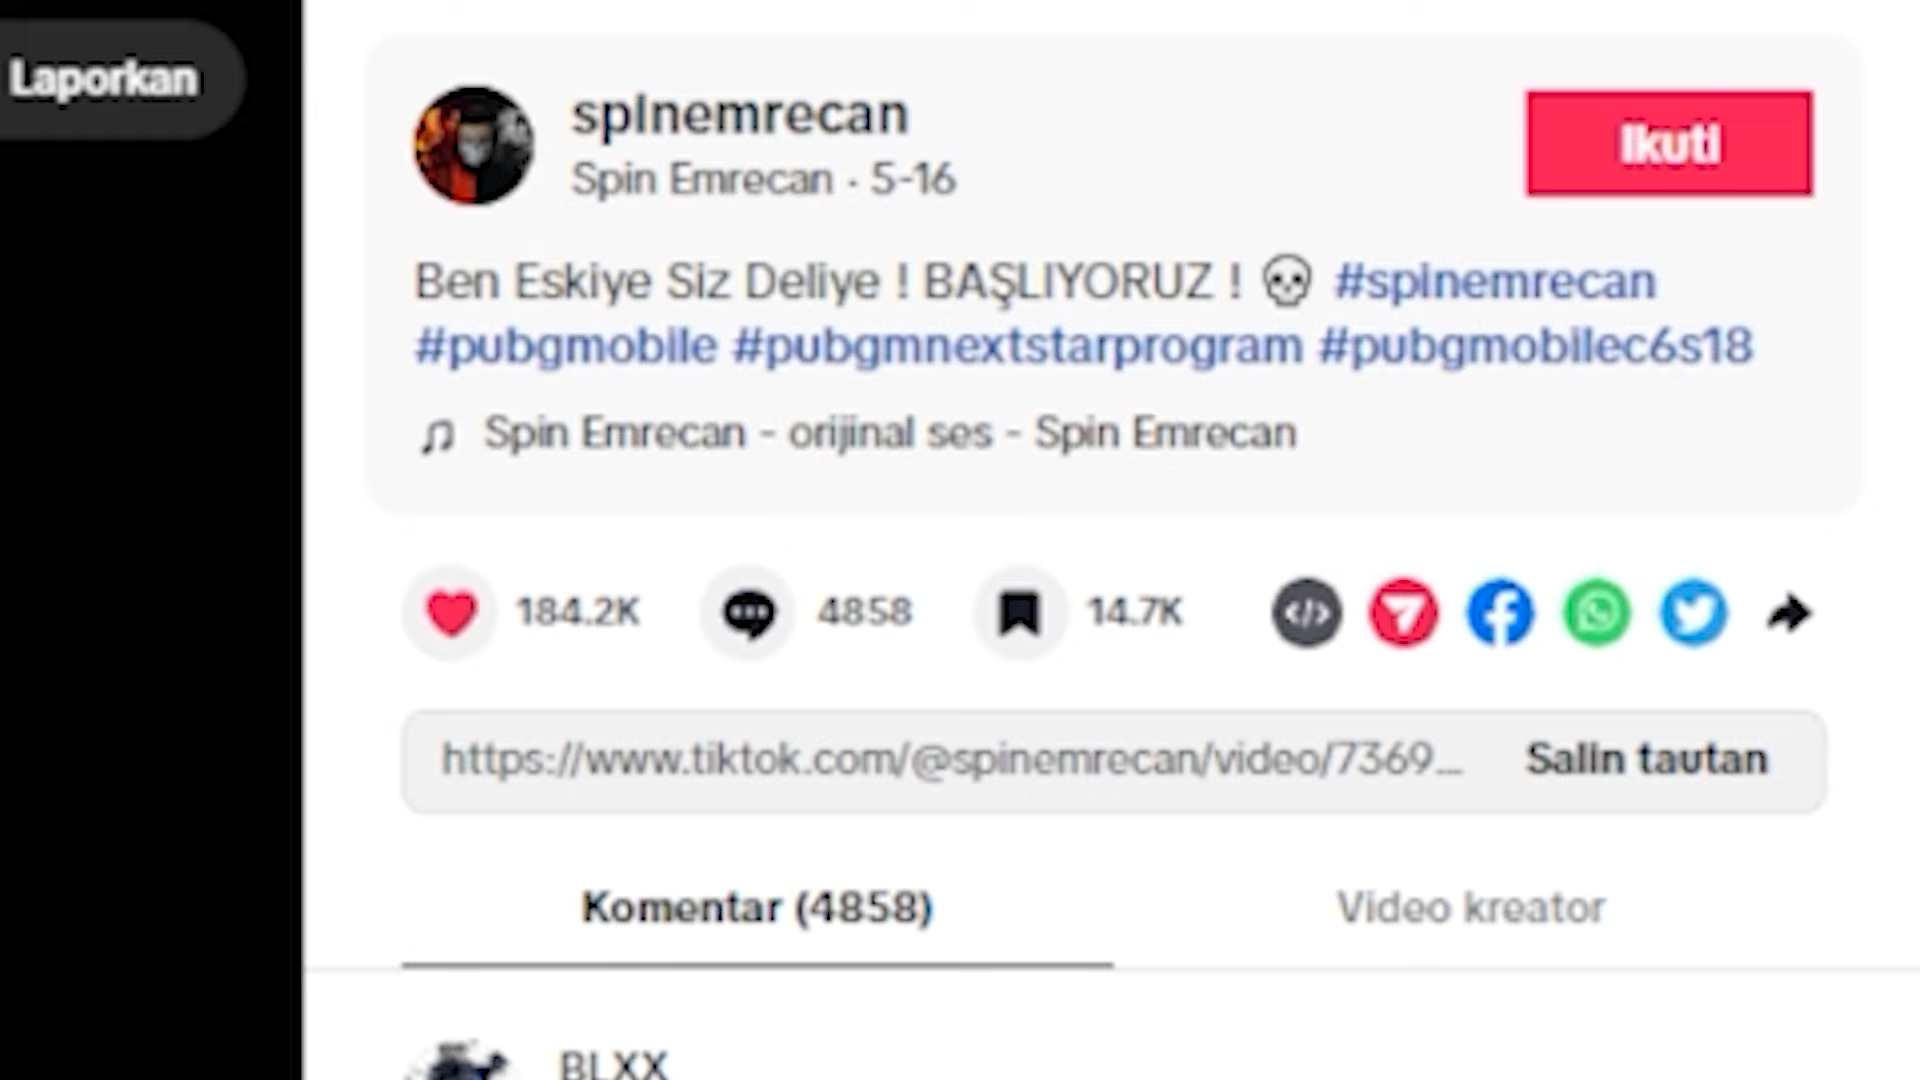 Laporkan
spinemrecan
Spin Emrecan · 5-16
Ikuti
Ben Eskiye Siz Deliye ! BAŞLIYORUZ ! 💀 #spinemrecan
#pubgmobile #pubgmnextstarprogram #pubgmobilec6s18
Spin Emrecan - orijinal ses - Spin Emrecan
184.2K
4858
14.7K
https://www.tiktok.com/@spinemrecan/video/7369...
Salin tautan
Komentar (4858)
Video kreator
BLXX